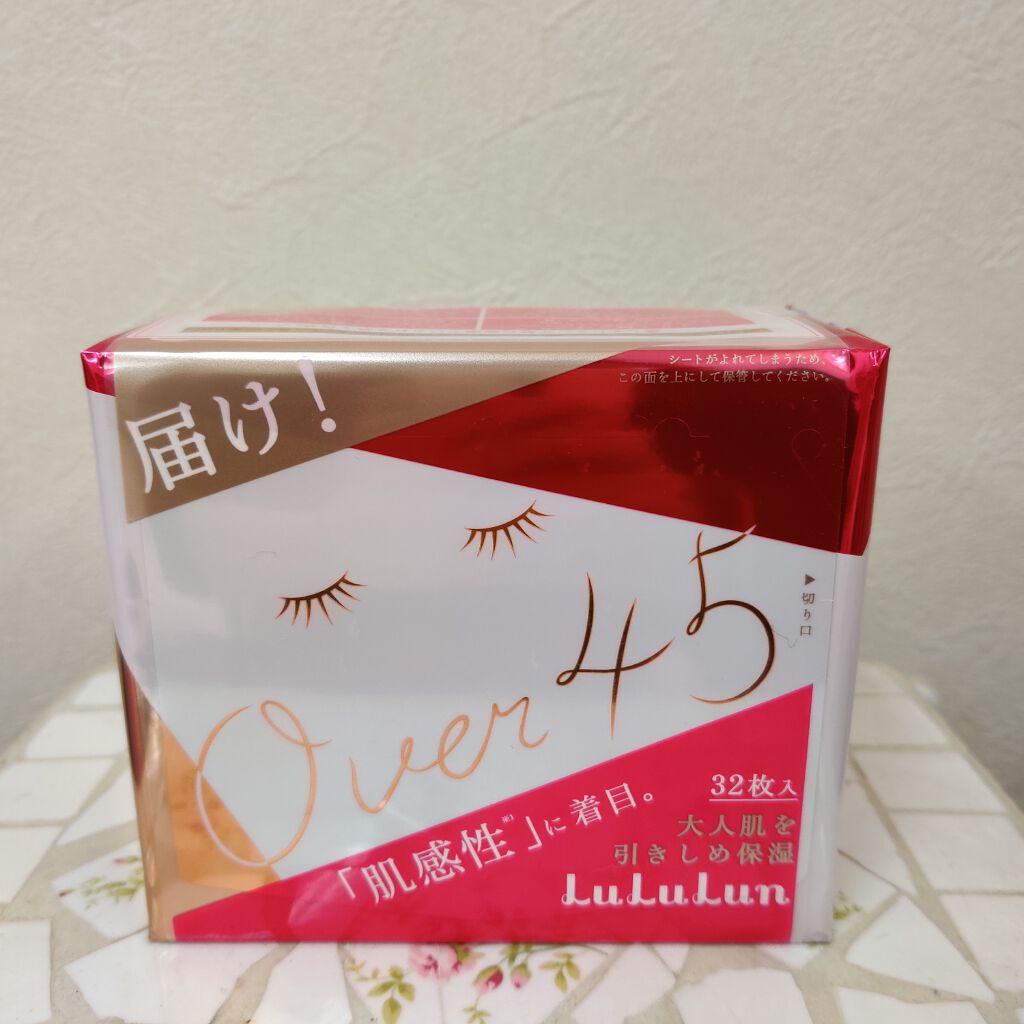 届け!
シートがよれてしまうため、
この面を上にして保管してください。
▶切り口
Over45
「肌感性※1」に着目。
32枚入
大人肌を
引きしめ保湿
LuLuLun